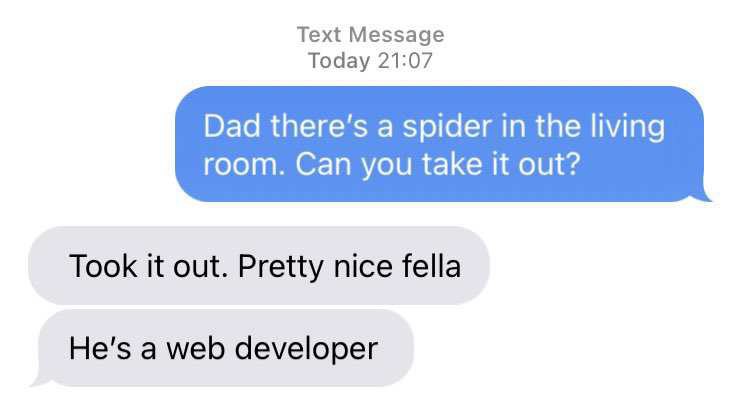 Text Message
Today 21:07
Dad there's a spider in the living
room. Can you take it out?
Took it out. Pretty nice fella
He's a web developer